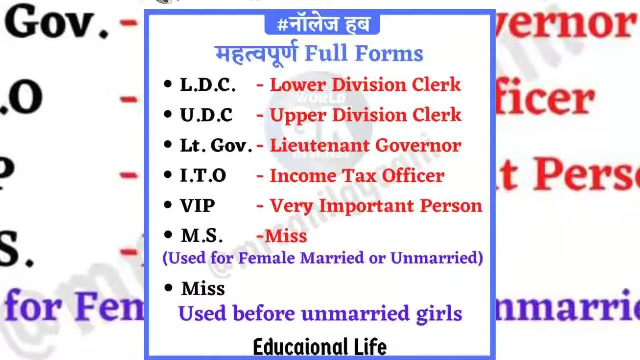 #नॉलेज हब
महत्वपूर्ण Full Forms
• L.D.C. - Lower Division Clerk
• U.D.C - Upper Division Clerk
• Lt. Gov. - Lieutenant Governor
• I.T.O - Income Tax Officer
• VIP - Very Important Person
• M.S. -Miss
(Used for Female Married or Unmarried)
• Miss
Used before unmarried girls
Educaional Life